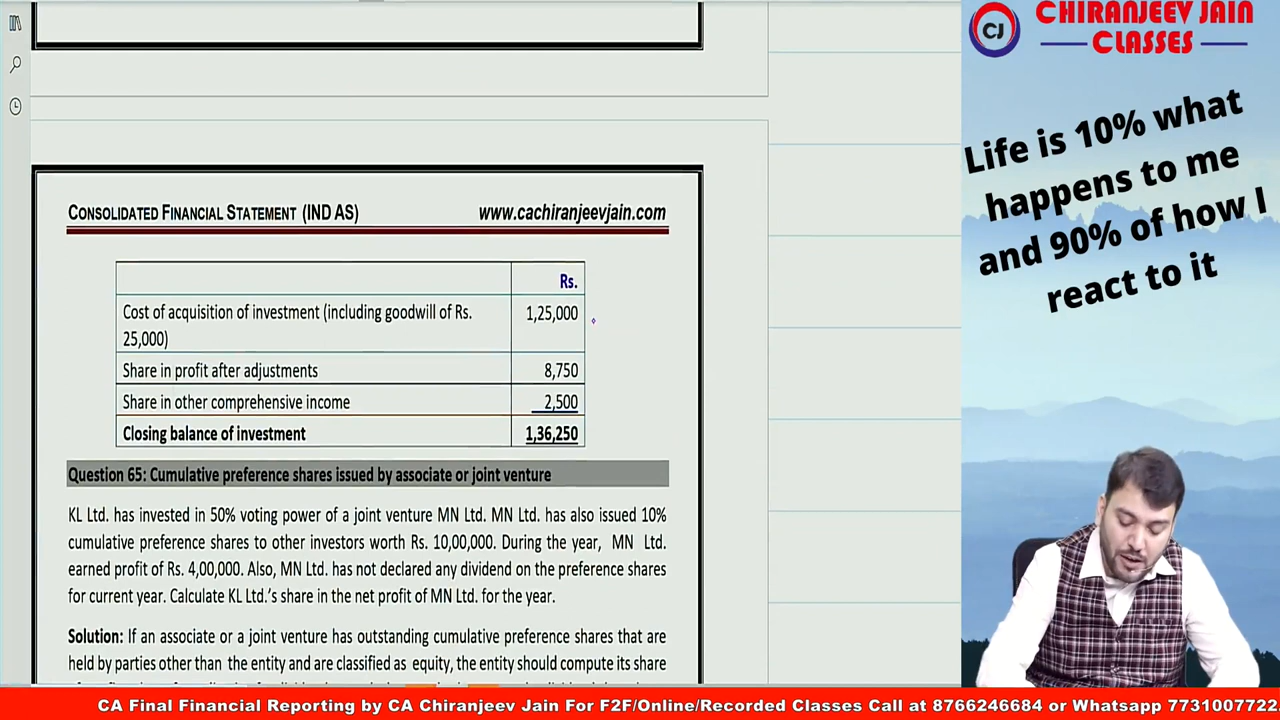 CHIRANJEEV JAIN
CLASSES
CJ
Life is 10% what
happens to me
and 90% of how I
react to it
CONSOLIDATED FINANCIAL STATEMENT (IND AS) www.cachiranjeevjain.com
Rs.
Cost of acquisition of investment (including goodwill of Rs. 1,25,000
25,000)
Share in profit after adjustments 8,750
Share in other comprehensive income 2,500
Closing balance of investment 1,36,250
Question 65: Cumulative preference shares issued by associate or joint venture
KL Ltd. has invested in 50% voting power of a joint venture MN Ltd. MN Ltd. has also issued 10%
cumulative preference shares to other investors worth Rs. 10,00,000. During the year, MN Ltd.
earned profit of Rs. 4,00,000. Also, MN Ltd. has not declared any dividend on the preference shares
for current year. Calculate KL Ltd.'s share in the net profit of MN Ltd. for the year.
Solution: If an associate or a joint venture has outstanding cumulative preference shares that are
held by parties other than the entity and are classified as equity, the entity should compute its share
CA Final Financial Reporting by CA Chiranjeev Jain For F2F/Online/Recorded Classes Call at 8766246684 or Whatsapp 7731007722.